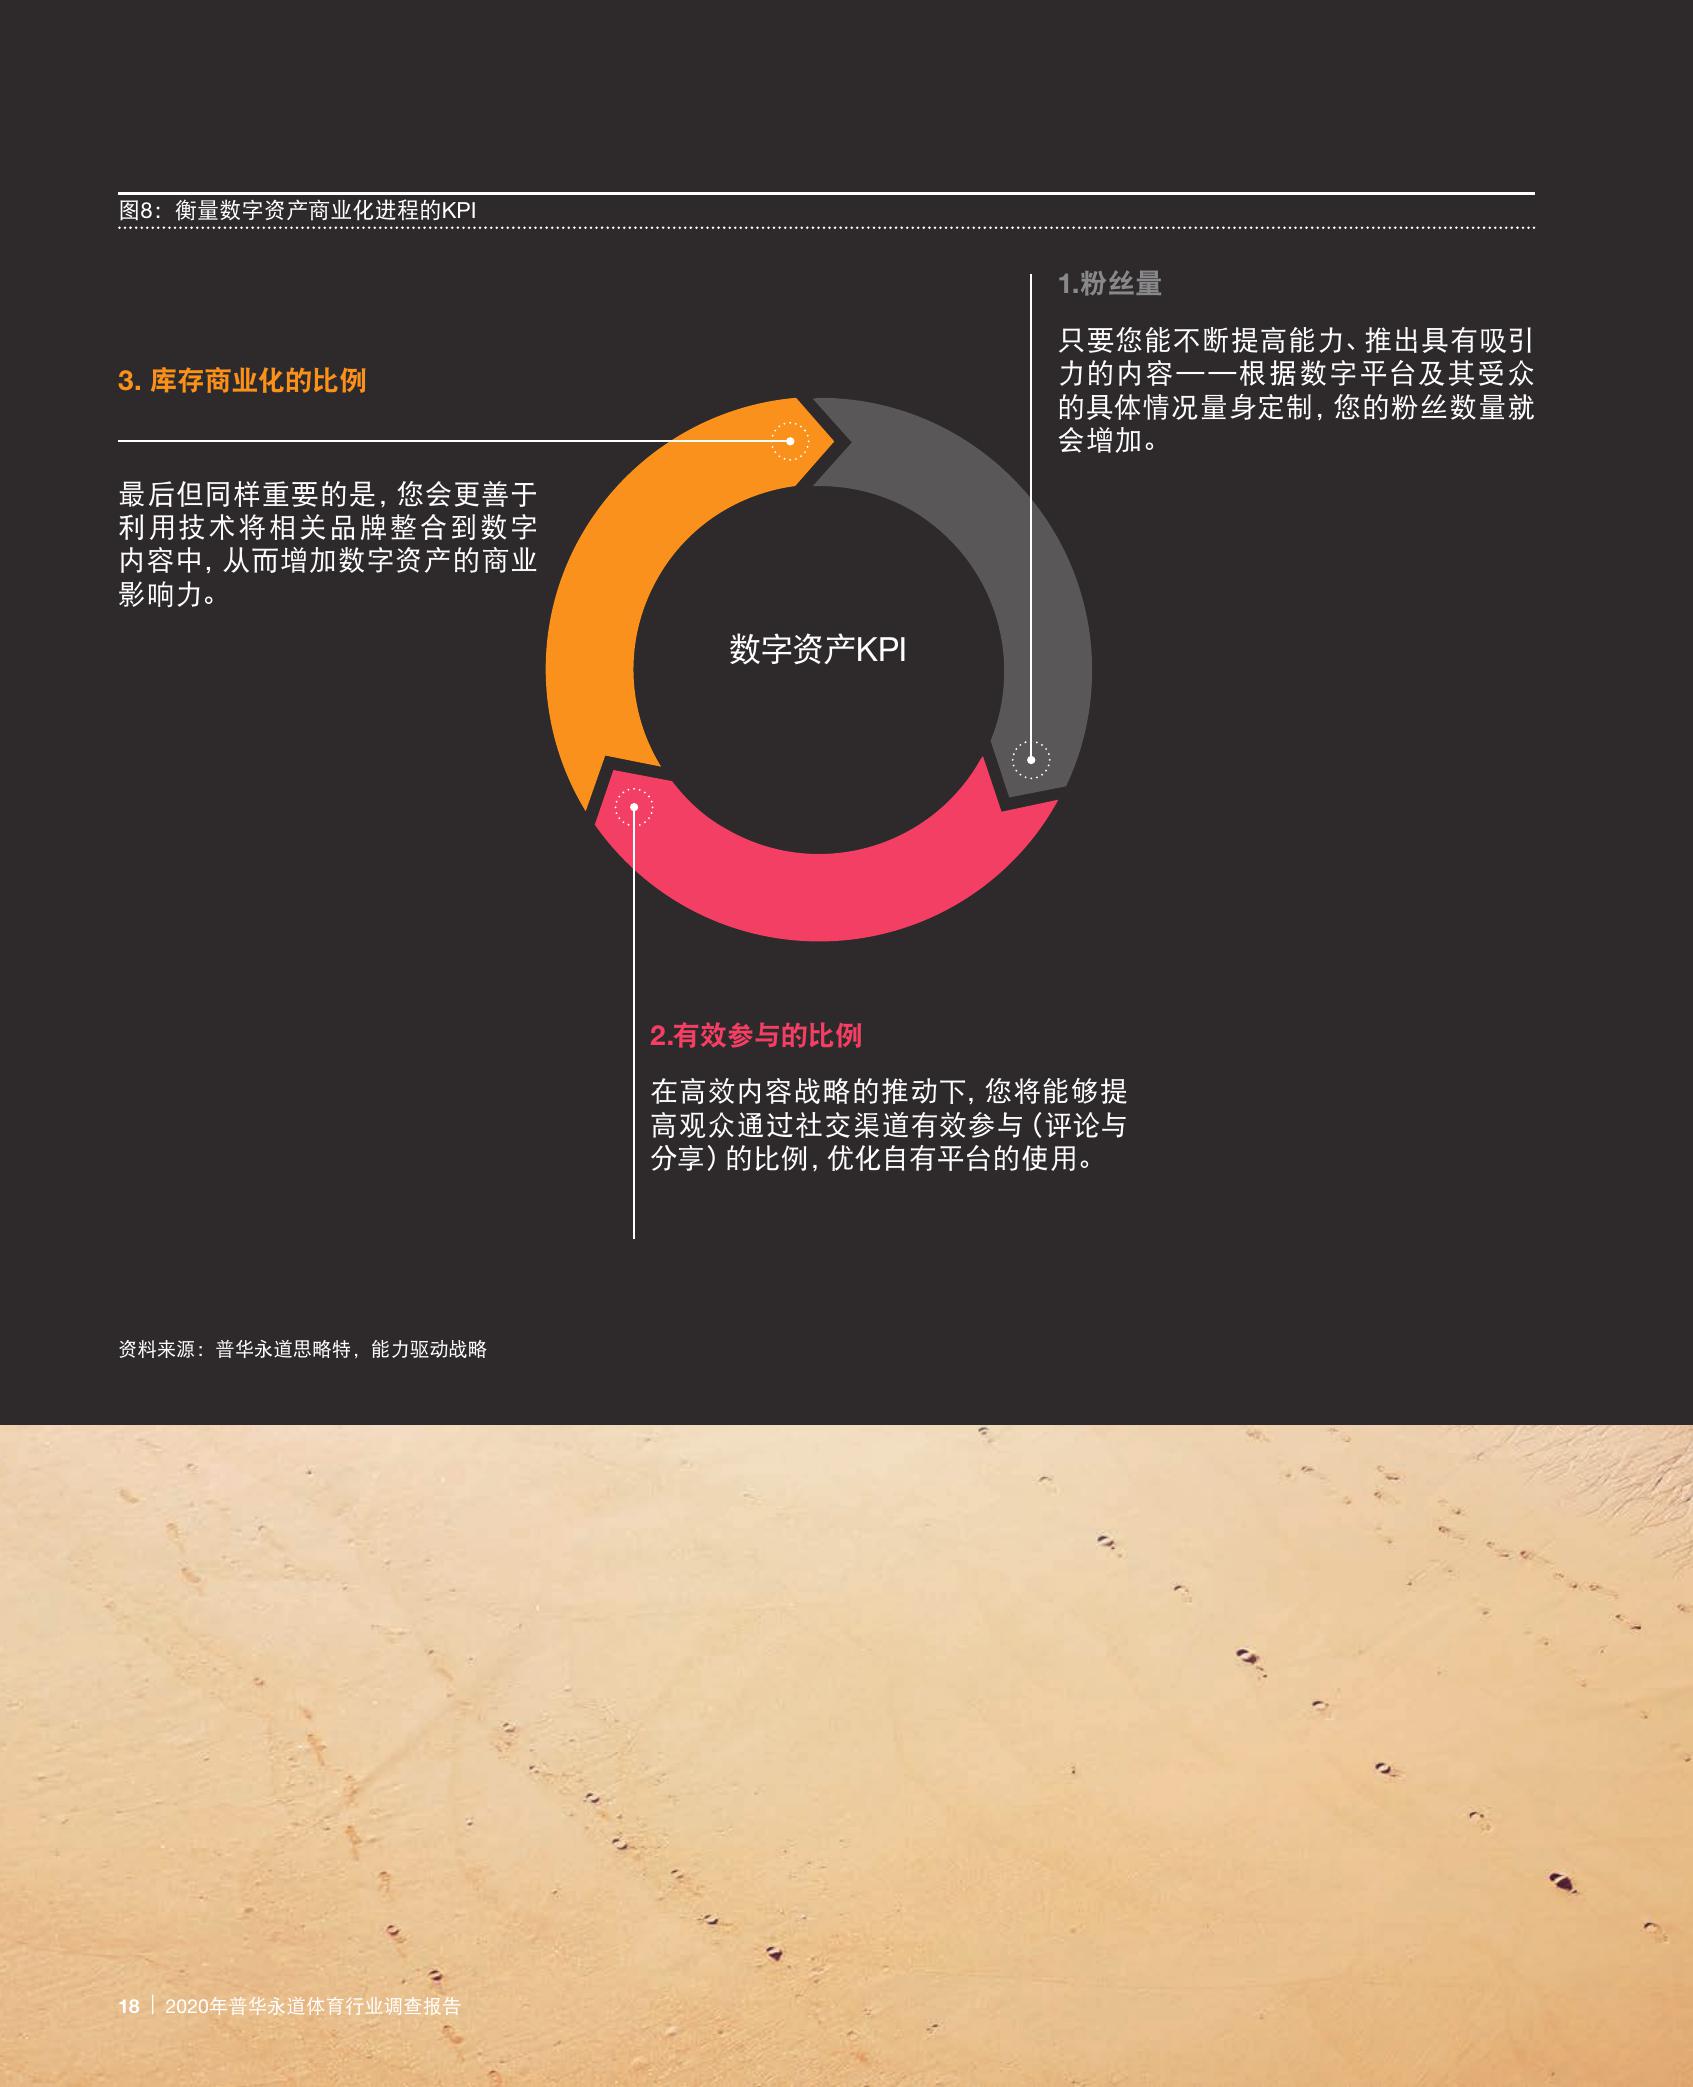 图8：衡量数字资产商业化进程的KPI
1.粉丝量
只要您能不断提高能力、推出具有吸引
力的内容——根据数字平台及其受众
的具体情况量身定制，您的粉丝数量就
会增加。
3. 库存商业化的比例
最后但同样重要的是，您会更善于
利用技术将相关品牌整合到数字
内容中，从而增加数字资产的商业
影响力。
数字资产KPI
2.有效参与的比例
在高效内容战略的推动下，您将能够提
高观众通过社交渠道有效参与（评论与
分享）的比例，优化自有平台的使用。
资料来源：普华永道思略特，能力驱动战略
18 | 2020年普华永道体育行业调查报告